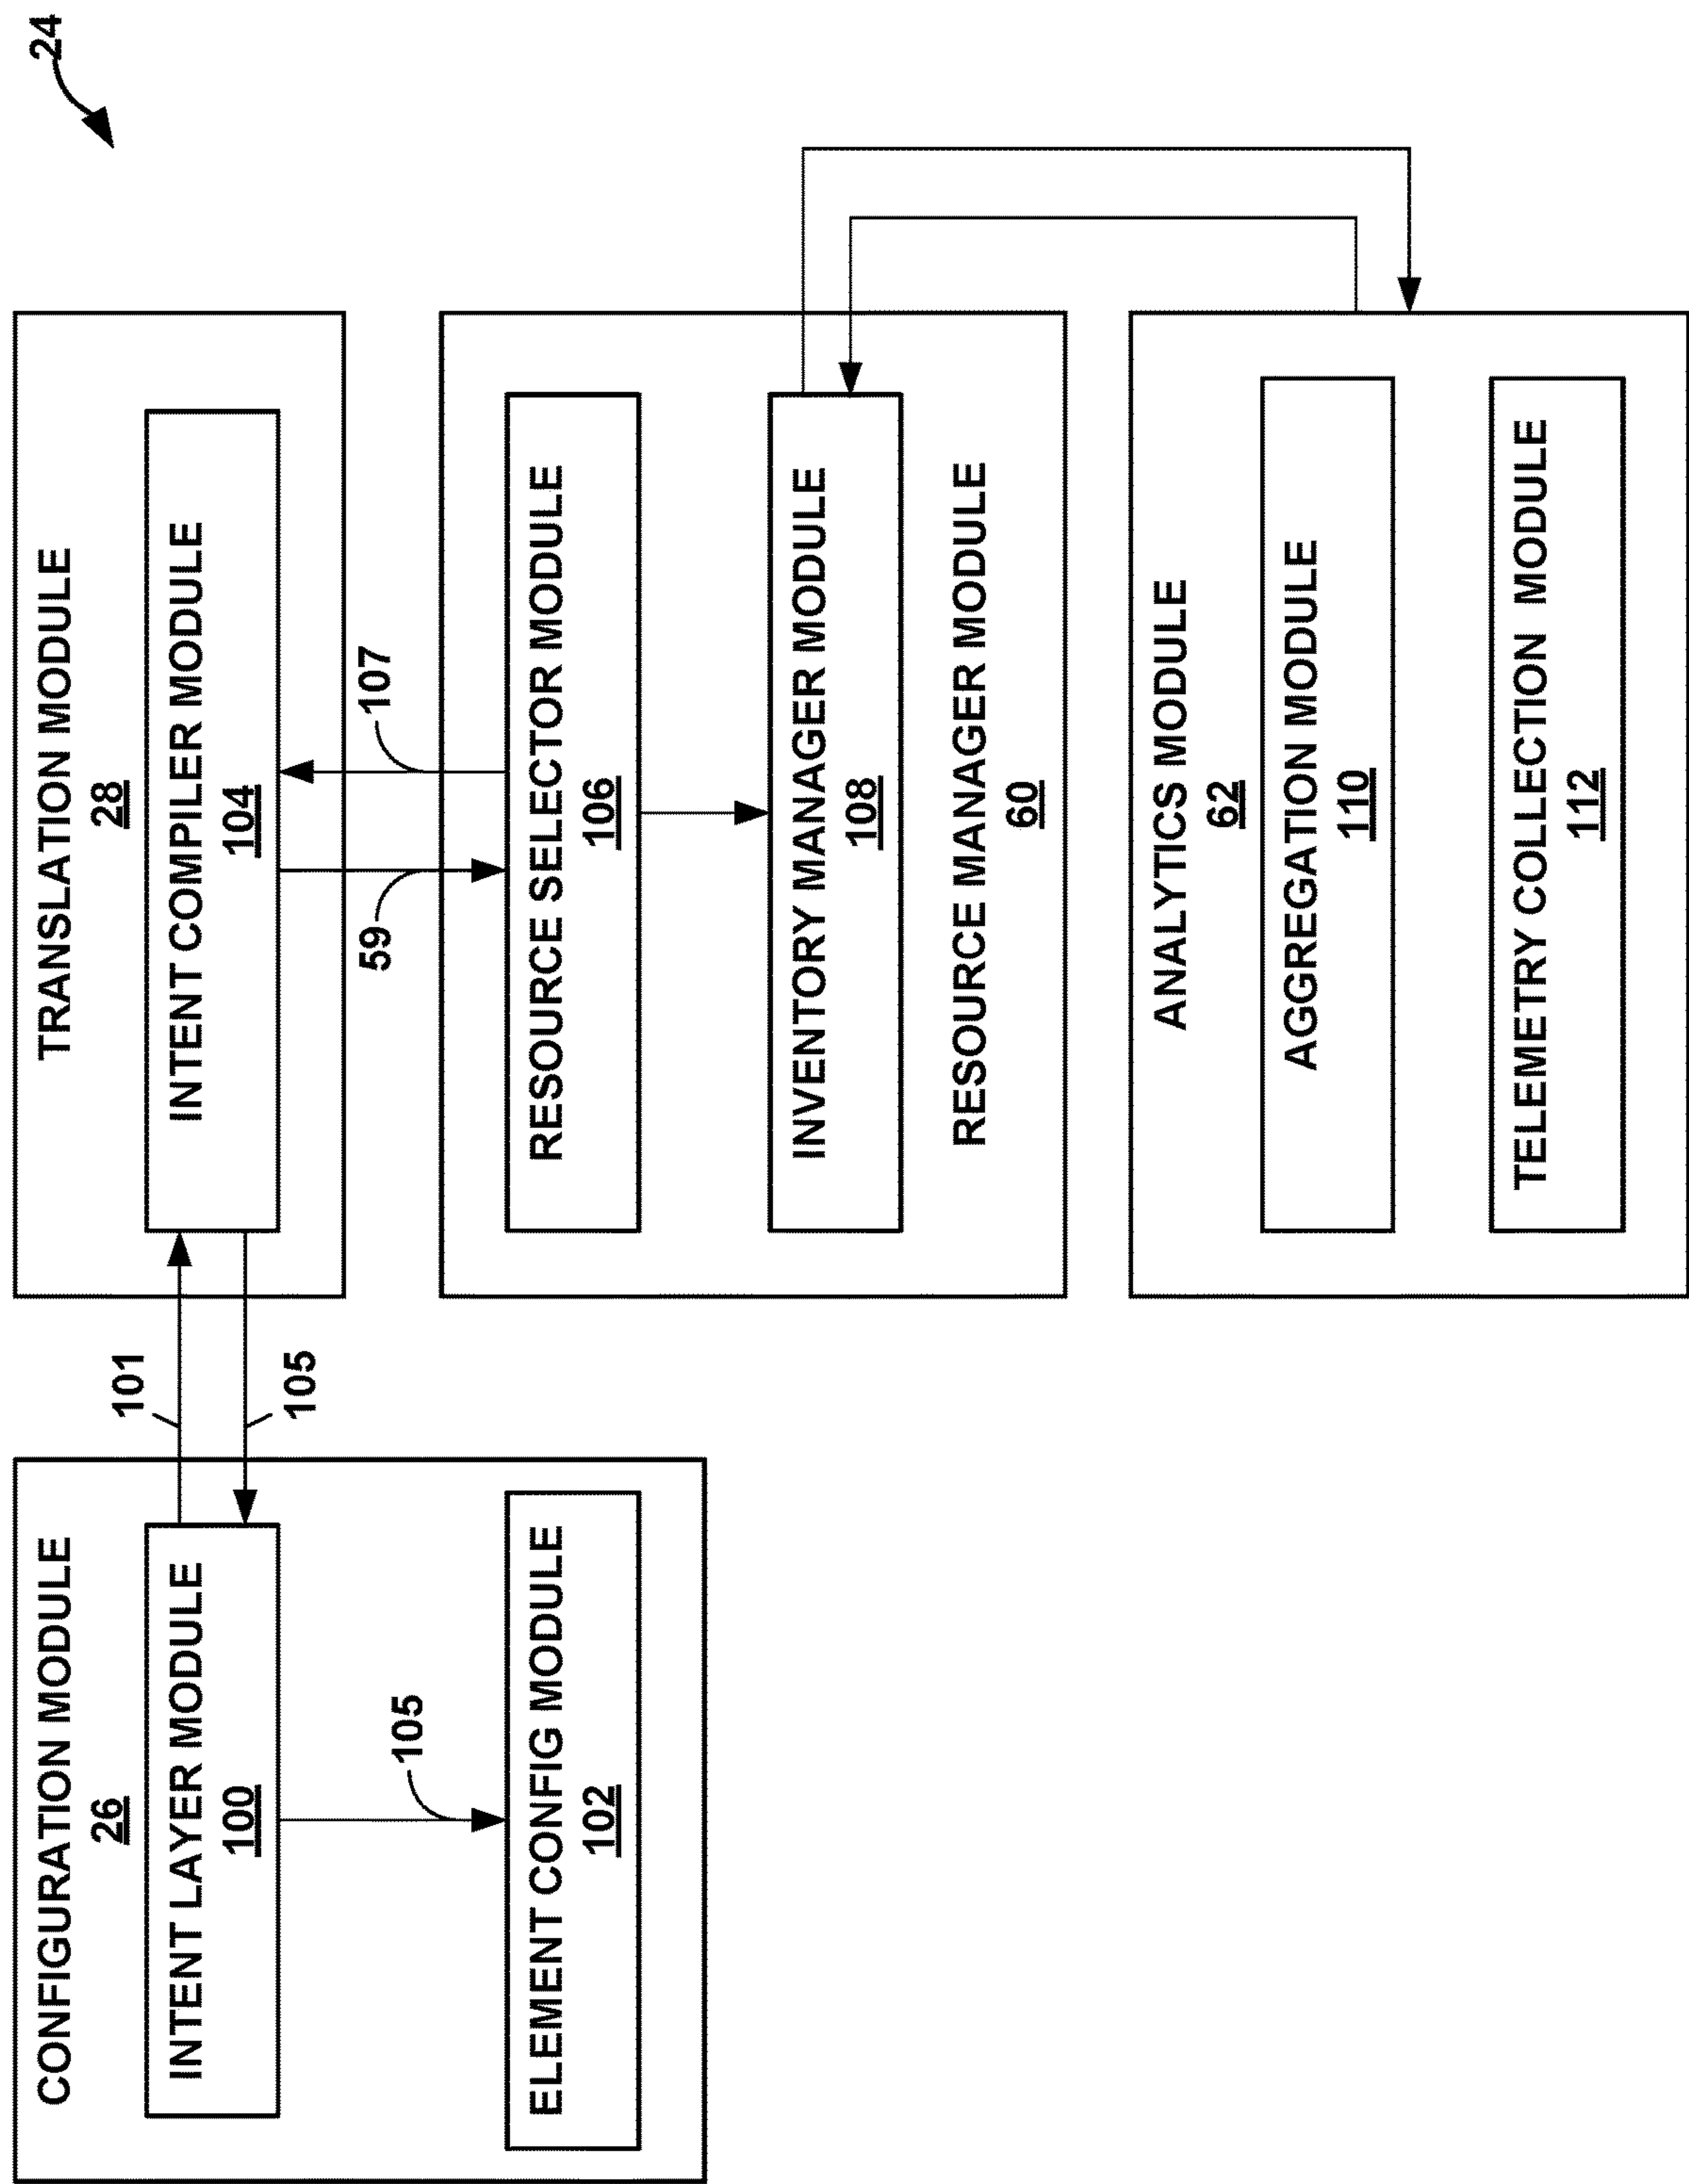 24
CONFIGURATION MODULE
26
INTENT LAYER MODULE
100
105
ELEMENT CONFIG MODULE
102
101
105
TRANSLATION MODULE
28
INTENT COMPILER MODULE
104
59
107
RESOURCE SELECTOR MODULE
106
INVENTORY MANAGER MODULE
108
RESOURCE MANAGER MODULE
60
ANALYTICS MODULE
62
AGGREGATION MODULE
110
TELEMETRY COLLECTION MODULE
112